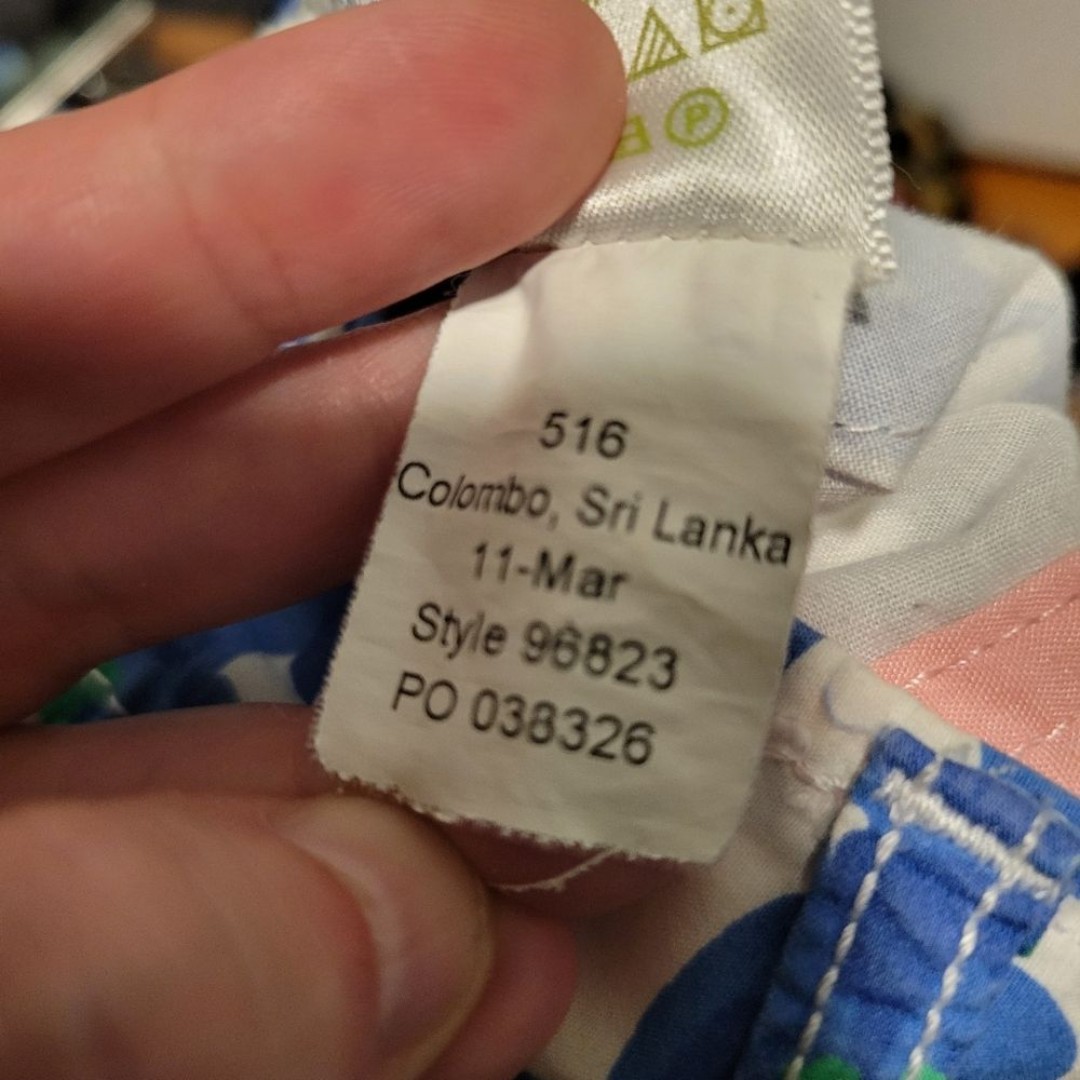 P
516
Colombo, Sri Lanka
11-Mar
Style 96823
PO 038326